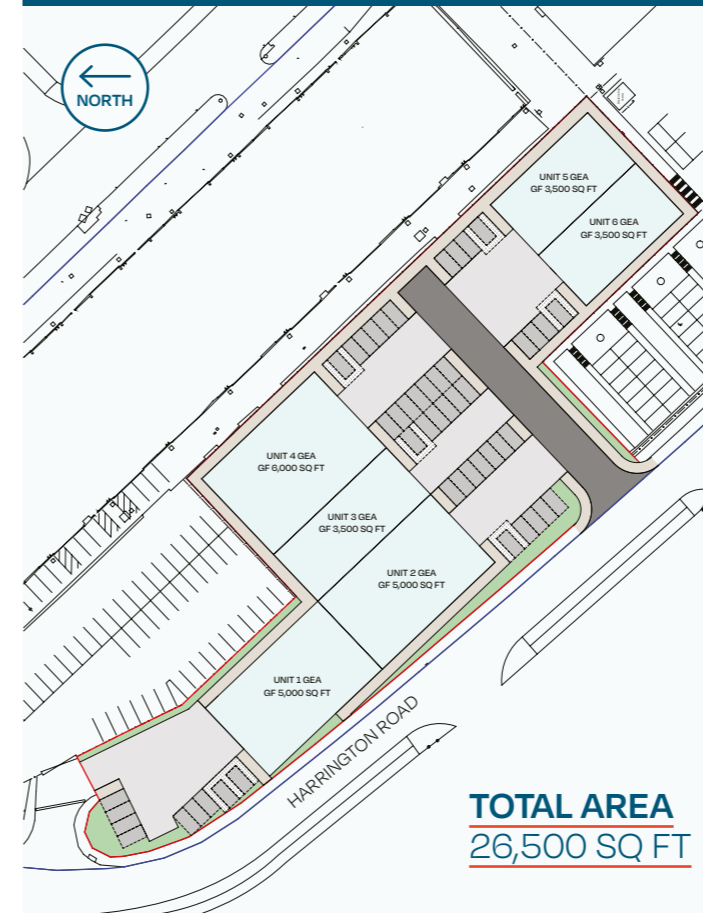 NORTH
UNIT 5 GEA
GF 3,500 SQ FT
UNIT 6 GEA
GF 3,500 SQ FT
UNIT 4 GEA
GF 6,000 SQ FT
UNIT 3 GEA
GF 3,500 SQ FT
UNIT 2 GEA
GF 5,000 SQ FT
UNIT 1 GEA
GF 5,000 SQ FT
HARRINGTON ROAD
TOTAL AREA
26,500 SQ FT